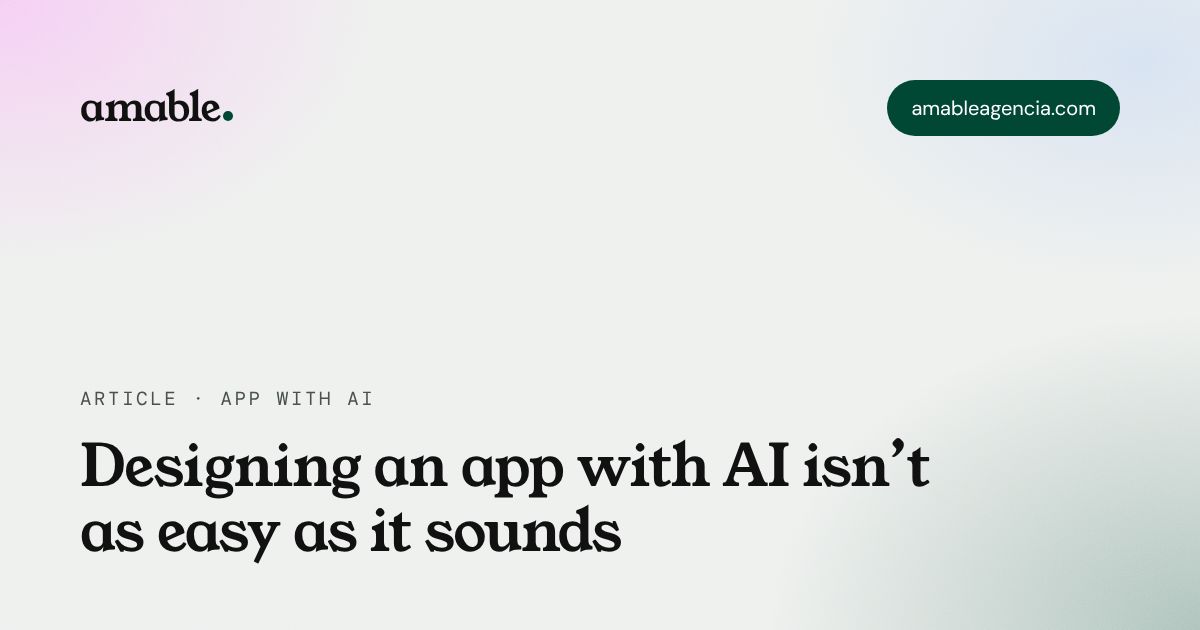 amable.
amableagencia.com
ARTICLE · APP WITH AI
Designing an app with AI isn’t
as easy as it sounds